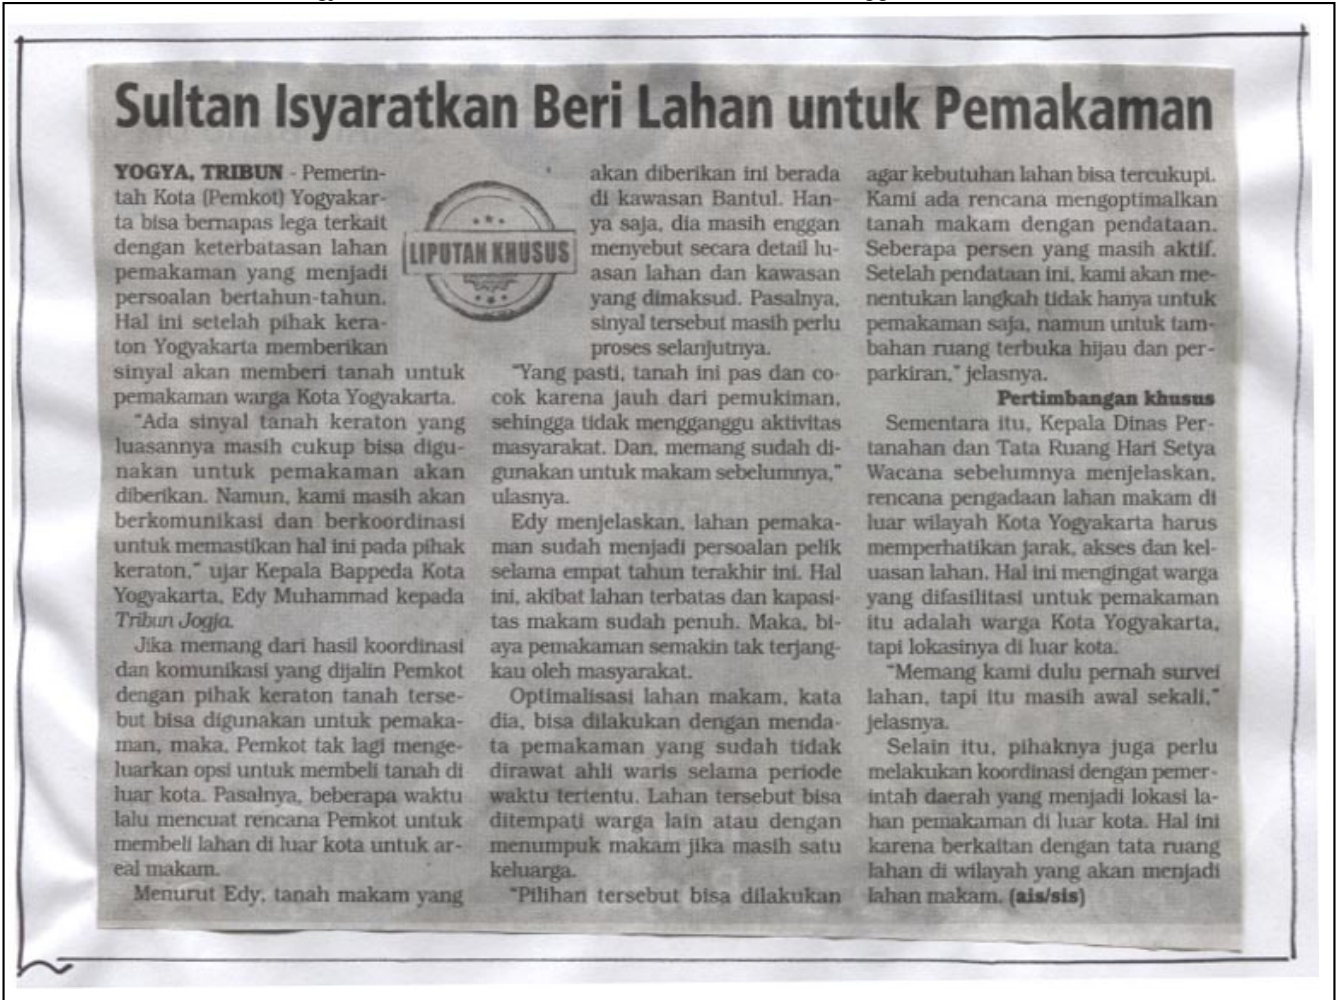 Sultan Isyaratkan Beri Lahan untuk Pemakaman
YOGYA, TRIBUN - Pemerin-
tah Kota (Pemkot) Yogyakar-
ta bisa bernapas lega terkait
dengan keterbatasan lahan
pemakaman yang menjadi
persoalan bertahun-tahun.
Hal ini setelah pihak kera-
ton Yogyakarta memberikan
sinyal akan memberi tanah untuk
pemakaman warga Kota Yogyakarta.
"Ada sinyal tanah keraton yang
luasannya masih cukup bisa digu-
nakan untuk pemakaman akan
diberikan. Namun, kami masih akan
berkomunikasi dan berkoordinasi
untuk memastikan hal ini pada pihak
keraton," ujar Kepala Bappeda Kota
Yogyakarta, Edy Muhammad kepada
Tribun Jogja.
Jika memang dari hasil koordinasi
dan komunikasi yang dijalin Pemkot
dengan pihak keraton tanah terse-
but bisa digunakan untuk pemaka-
man, maka, Pemkot tak lagi menge-
luarkan opsi untuk membeli tanah di
luar kota. Pasalnya, beberapa waktu
lalu mencuat rencana Pemkot untuk
membeli lahan di luar kota untuk ar-
eal makam.
Menurut Edy, tanah makam yang
LIPUTAN KHUSUS
akan diberikan ini berada
di kawasan Bantul. Han-
ya saja, dia masih enggan
menyebut secara detail lu-
asan lahan dan kawasan
yang dimaksud. Pasalnya,
sinyal tersebut masih perlu
proses selanjutnya.
"Yang pasti, tanah ini pas dan co-
cok karena jauh dari pemukiman,
sehingga tidak mengganggu aktivitas
masyarakat. Dan, memang sudah di-
gunakan untuk makam sebelumnya,"
ulasnya.
Edy menjelaskan, lahan pemaka-
man sudah menjadi persoalan pelik
selama empat tahun terakhir ini. Hal
ini, akibat lahan terbatas dan kapasi-
tas makam sudah penuh. Maka, bi-
aya pemakaman semakin tak terjang-
kau oleh masyarakat.
Optimalisasi lahan makam, kata
dia, bisa dilakukan dengan menda-
ta pemakaman yang sudah tidak
dirawat ahli waris selama periode
waktu tertentu. Lahan tersebut bisa
ditempati warga lain atau dengan
menumpuk makam jika masih satu
keluarga.
"Pilihan tersebut bisa dilakukan
agar kebutuhan lahan bisa tercukupi.
Kami ada rencana mengoptimalkan
tanah makam dengan pendataan.
Seberapa persen yang masih aktif.
Setelah pendataan ini, kami akan me-
nentukan langkah tidak hanya untuk
pemakaman saja, namun untuk tam-
bahan ruang terbuka hijau dan per-
parkiran," jelasnya.
Pertimbangan khusus
Sementara itu, Kepala Dinas Per-
tanahan dan Tata Ruang Hari Setya
Wacana sebelumnya menjelaskan,
rencana pengadaan lahan makam di
luar wilayah Kota Yogyakarta harus
memperhatikan jarak, akses dan kel-
uasan lahan. Hal ini mengingat warga
yang difasilitasi untuk pemakaman
itu adalah warga Kota Yogyakarta,
tapi lokasinya di luar kota.
"Memang kami dulu pernah survei
lahan, tapi itu masih awal sekali,"
jelasnya.
Selain itu, pihaknya juga perlu
melakukan koordinasi dengan pemer-
intah daerah yang menjadi lokasi la-
han pemakaman di luar kota. Hal ini
karena berkaitan dengan tata ruang
lahan di wilayah yang akan menjadi
lahan makam. (ais/sis)